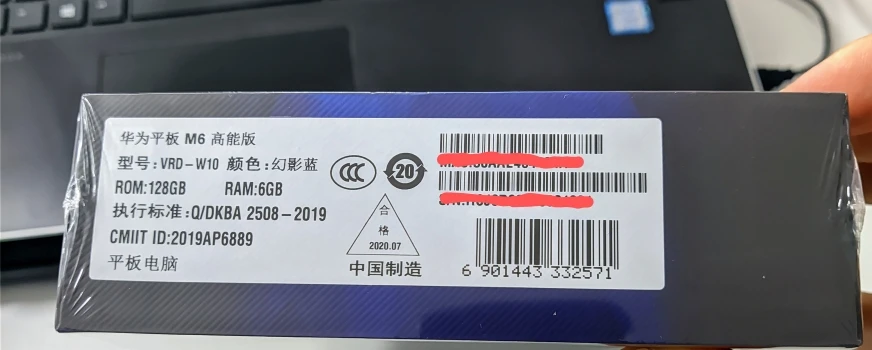 华为平板 M6 高能版
型号:VRD-W10 颜色:幻影蓝
ROM:128GB RAM:6GB
执行标准:Q/DKBA 2508-2019
CMIIT ID:2019AP6889
平板电脑
CCC
20
合
格
2020.07
中国制造
6 901443 332571